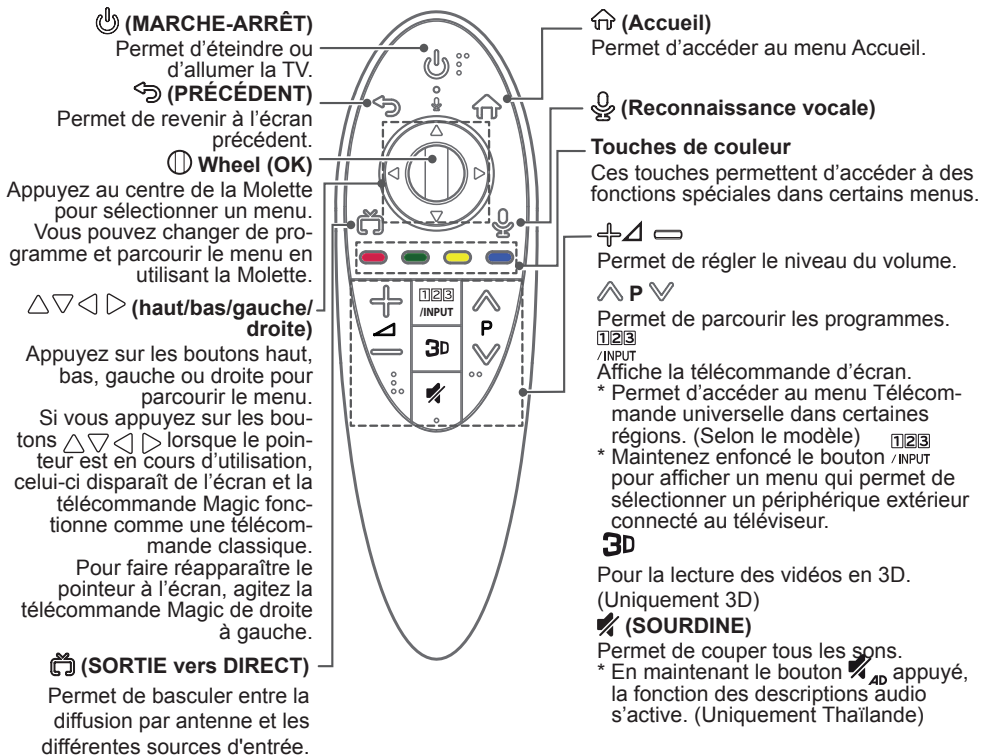 (MARCHE-ARRÊT)
Permet d'éteindre ou
d'allumer la TV.
(PRÉCÉDENT)
Permet de revenir à l'écran
précédent.
Wheel (OK)
Appuyez au centre de la Molette
pour sélectionner un menu.
Vous pouvez changer de pro-
gramme et parcourir le menu en
utilisant la Molette.
△▽◁▷ (haut/bas/gauche/
droite)
Appuyez sur les boutons haut,
bas, gauche ou droite pour
parcourir le menu.
Si vous appuyez sur les bou-
tons △▽◁▷ lorsque le poin-
teur est en cours d'utilisation,
celui-ci disparaît de l'écran et la
télécommande Magic fonc-
tionne comme une télécom-
mande classique.
Pour faire réapparaître le
pointeur à l'écran, agitez la
télécommande Magic de droite
à gauche.
(SORTIE vers DIRECT)
Permet de basculer entre la
diffusion par antenne et les
différentes sources d'entrée.
123
/INPUT
P
3D
(Accueil)
Permet d'accéder au menu Accueil.
(Reconnaissance vocale)
Touches de couleur
Ces touches permettent d'accéder à des
fonctions spéciales dans certains menus.
Permet de régler le niveau du volume.
P
Permet de parcourir les programmes.
123
/INPUT
Affiche la télécommande d'écran.
* Permet d'accéder au menu Télécom-
mande universelle dans certaines
régions. (Selon le modèle)
* Maintenez enfoncé le bouton 123 /INPUT
pour afficher un menu qui permet de
sélectionner un périphérique extérieur
connecté au téléviseur.
3D
Pour la lecture des vidéos en 3D.
(Uniquement 3D)
(SOURDINE)
Permet de couper tous les sons.
* En maintenant le bouton AD appuyé,
la fonction des descriptions audio
s'active. (Uniquement Thaïlande)